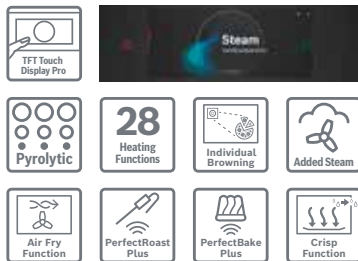 TFT Touch
Display Pro
Steam
Pyrolytic
28
Heating
Functions
Individual
Browning
Added Steam
Air Fry
Function
PerfectRoast
Plus
PerfectBake
Plus
Crisp
Function